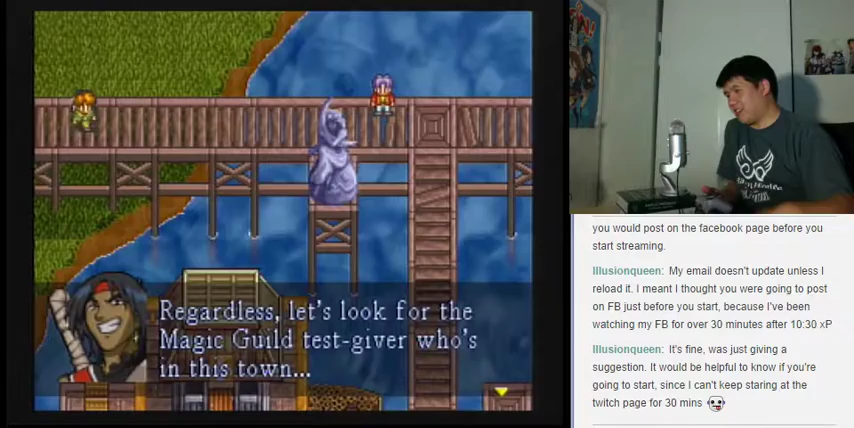 Regardless, let's look for the
Magic Guild test-giver who's
in this town...
you would post on the facebook page before you
start streaming.
Illusionqueen: My email doesn't update unless I
reload it. I meant I thought you were going to post
on FB just before you start, because I've been
watching my FB for over 30 minutes after 10:30 xP
Illusionqueen: It's fine, was just giving a
suggestion. It would be helpful to know if you're
going to start, since I can't keep staring at the
twitch page for 30 mins